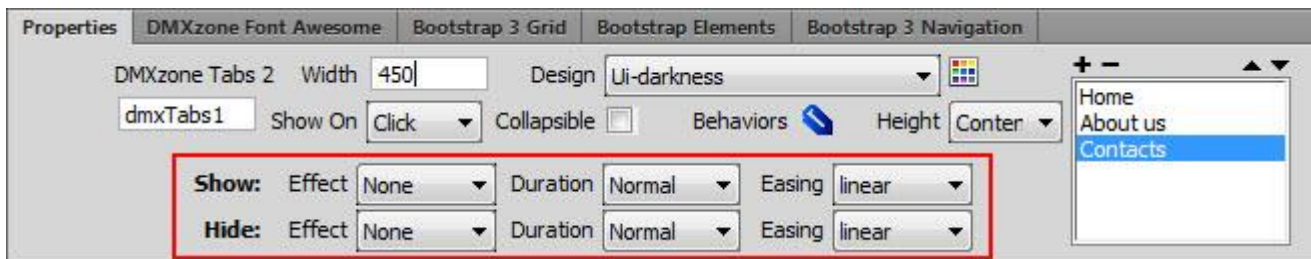 Properties DMXzone Font Awesome Bootstrap 3 Grid Bootstrap Elements Bootstrap 3 Navigation
DMXzone Tabs 2 Width 450 Design Ui-darkness
dmxTabs1 Show On Click Collapsible Behaviors Height Conter
Show: Effect None Duration Normal Easing linear
Hide: Effect None Duration Normal Easing linear
Home
About us
Contacts